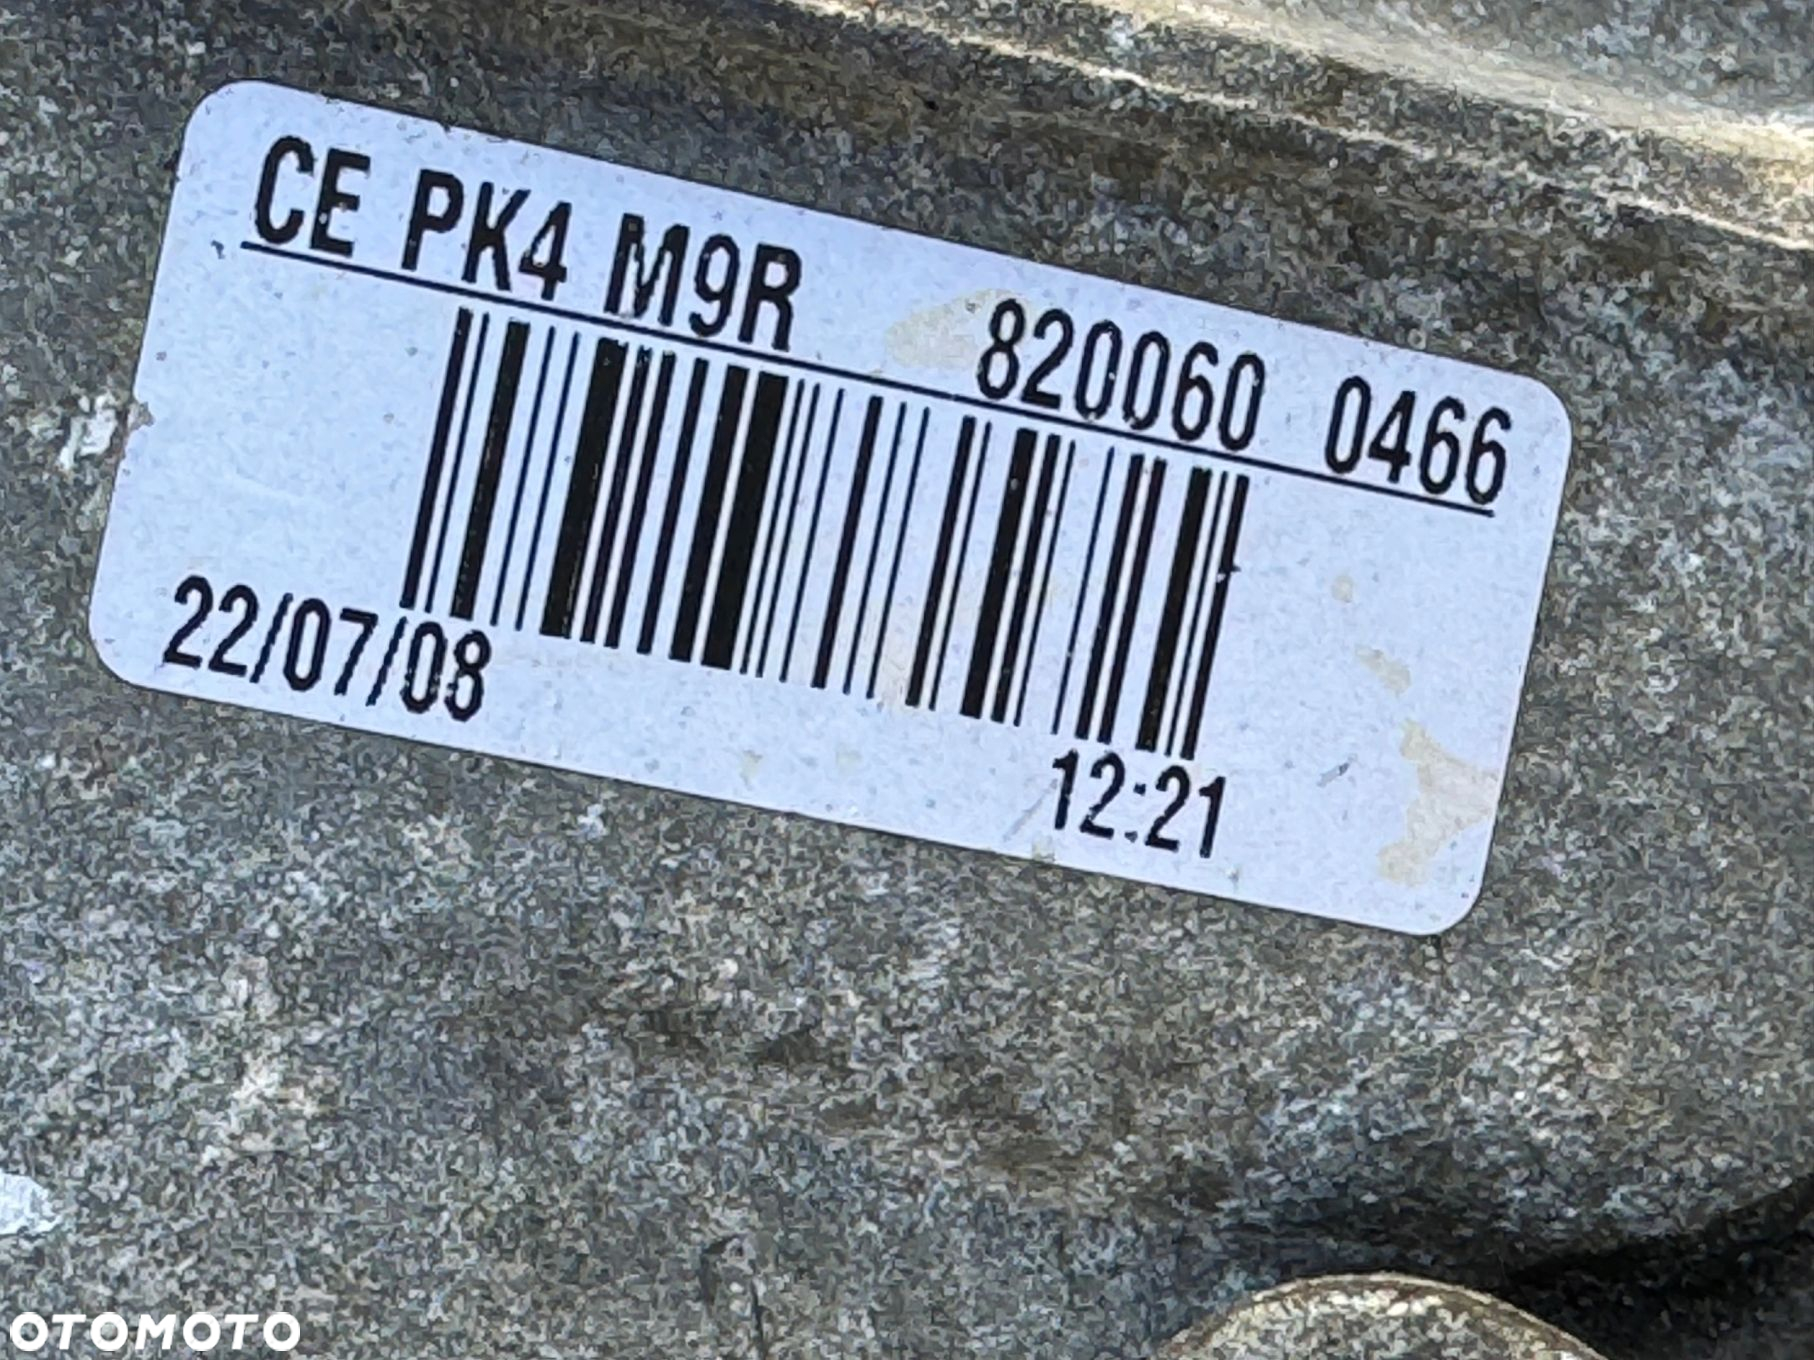 CE PK4 M9R 820060 0466
22/07/08 12:21
OTOMOTO